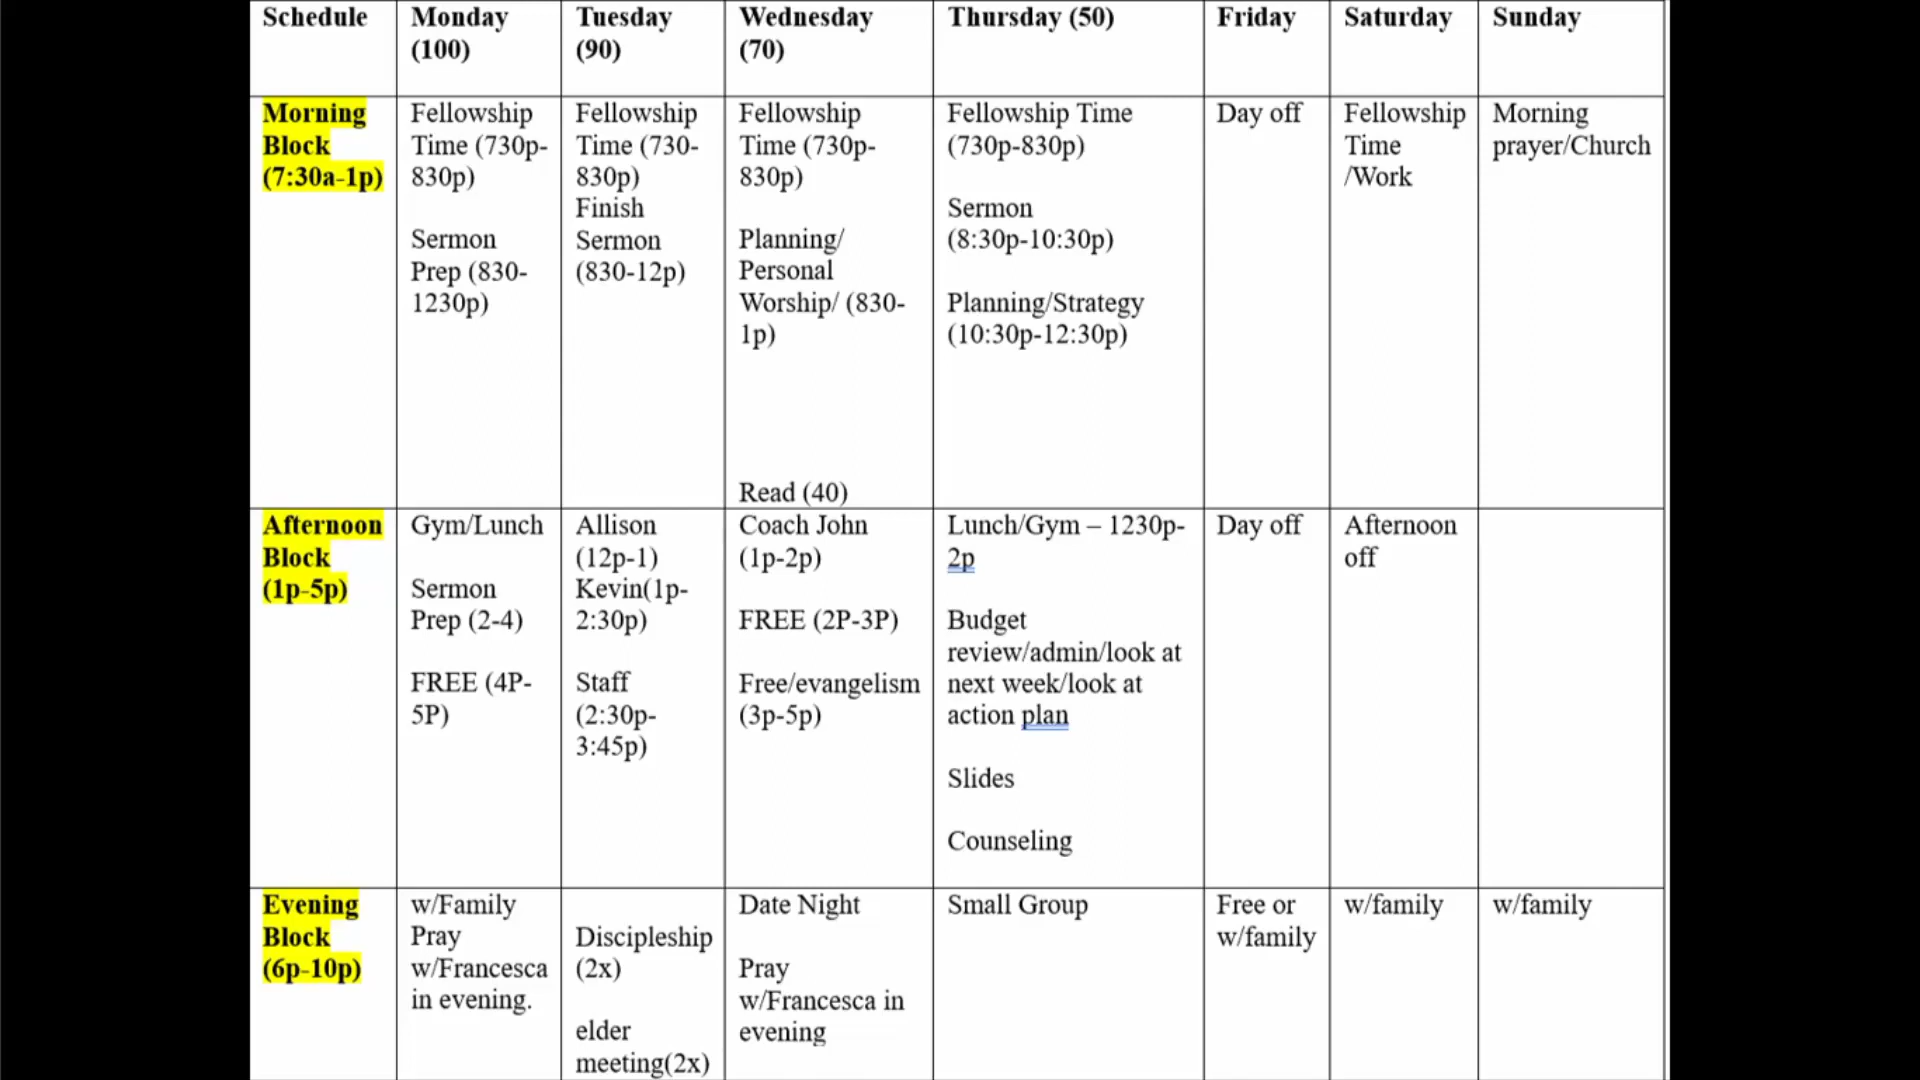 Schedule
Monday
(100)
Tuesday
(90)
Wednesday
(70)
Thursday (50)
Friday
Saturday
Sunday
Morning
Block
(7:30a-1p)
Fellowship
Time (730p-
830p)
Sermon
Prep (830-
1230p)
Fellowship
Time (730-
830p)
Finish
Sermon
(830-12p)
Fellowship
Time (730p-
830p)
Planning/
Personal
Worship/ (830-
1p)
Read (40)
Fellowship Time
(730p-830p)
Sermon
(8:30p-10:30p)
Planning/Strategy
(10:30p-12:30p)
Day off
Fellowship
Time
/Work
Morning
prayer/Church
Afternoon
Block
(1p-5p)
Gym/Lunch
Sermon
Prep (2-4)
FREE (4P-
5P)
Allison
(12p-1)
Kevin(1p-
2:30p)
Staff
(2:30p-
3:45p)
Coach John
(1p-2p)
FREE (2P-3P)
Free/evangelism
(3p-5p)
Lunch/Gym – 1230p-
2p
Budget
review/admin/look at
next week/look at
action plan
Slides
Counseling
Day off
Afternoon
off
Evening
Block
(6p-10p)
w/Family
Pray
w/Francesca
in evening.
Discipleship
(2x)
elder
meeting(2x)
Date Night
Pray
w/Francesca in
evening
Small Group
Free or
w/family
w/family
w/family